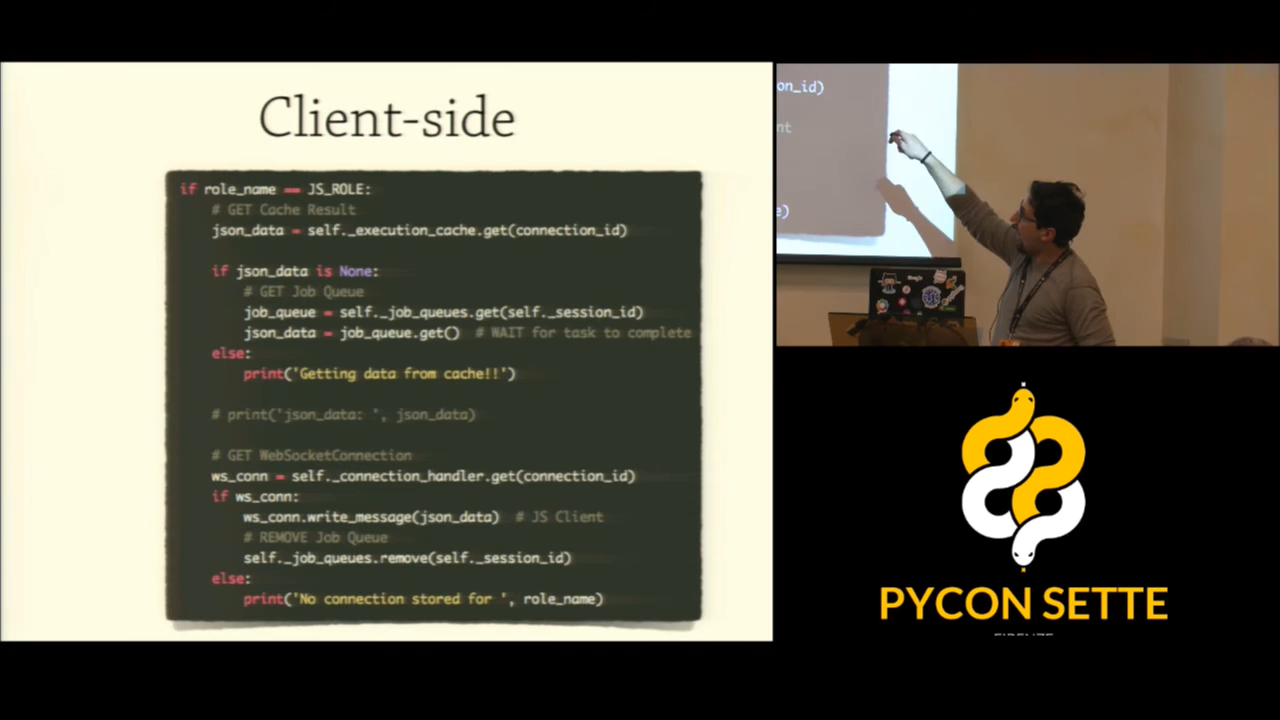 Client-side
if role_name == JS_ROLE:
# GET Cache Result
json_data = self._execution_cache.get(connection_id)
if json_data is None:
# GET Job Queue
job_queue = self._job_queues.get(self._session_id)
json_data = job_queue.get() # WAIT for task to complete
else:
print('Getting data from cache!!')
# print('json_data: ', json_data)
# GET WebSocketConnection
ws_conn = self._connection_handler.get(connection_id)
if ws_conn:
ws_conn.write_message(json_data) # JS Client
# REMOVE Job Queue
self._job_queues.remove(self._session_id)
else:
print('No connection stored for ', role_name)
on_id)
nt
)
PYCON SETTE